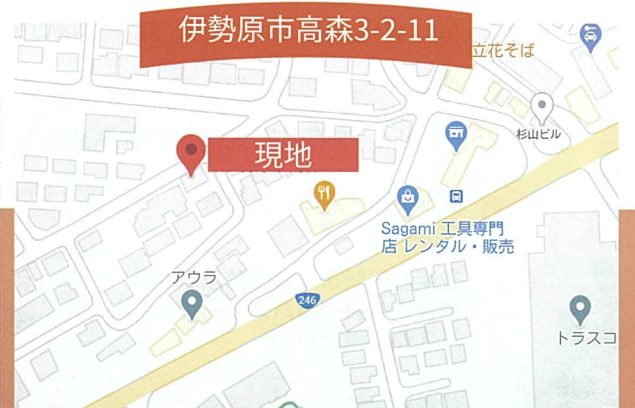 伊勢原市高森3-2-11
立花そば
杉山ビル
現地
Sagami 工具専門
店 レンタル・販売
アウラ
246
トラスコ